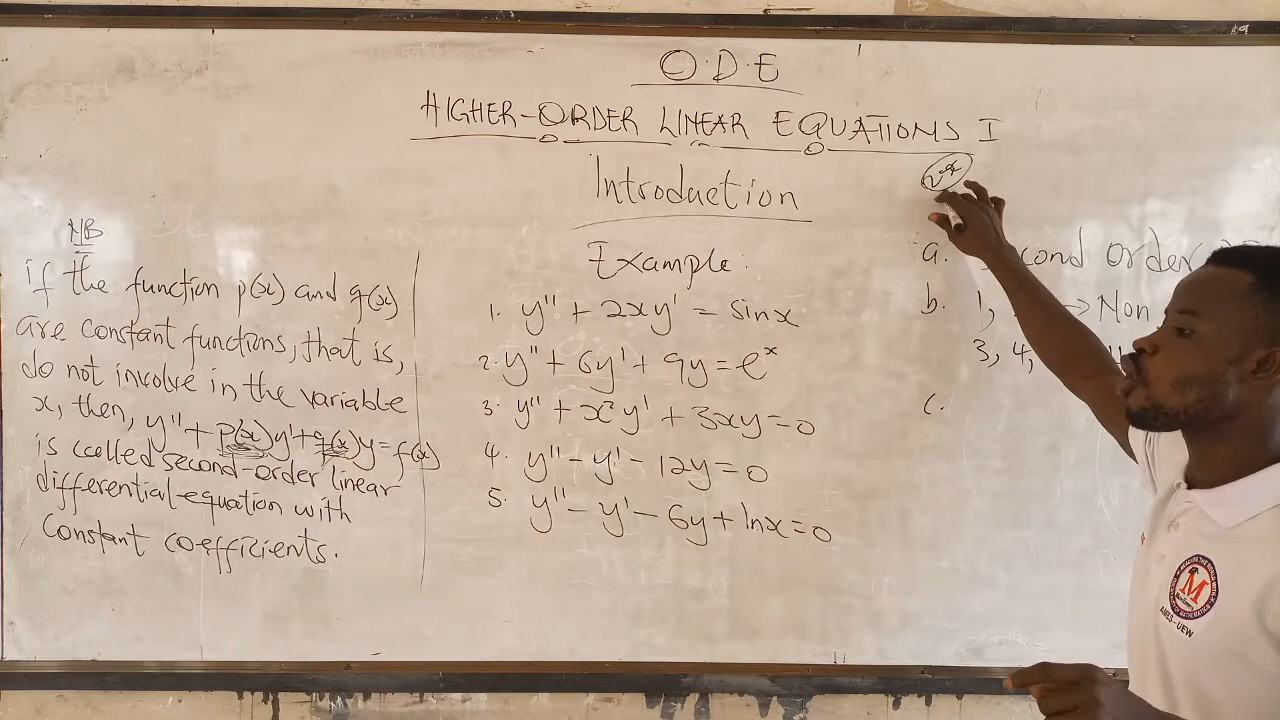 O.D.E
HIGHER-ORDER LINEAR EQUATIONS I
Introduction
NB
if the function p(x) and q(x)
are constant functions, that is,
do not involve in the variable
x, then, y'' + p(x)y' + q(x)y = f(x)
is called second-order linear
differential equation with
constant coefficients.
Example:
1. y'' + 2xy' = sinx
2. y'' + 6y' + 9y = e^x
3. y'' + x²y' + 3xy = 0
4. y'' - y' - 12y = 0
5. y'' - y' - 6y + lnx = 0
a. order
b. 1, → Non
3, 4,
c.
M
AMES-UEW